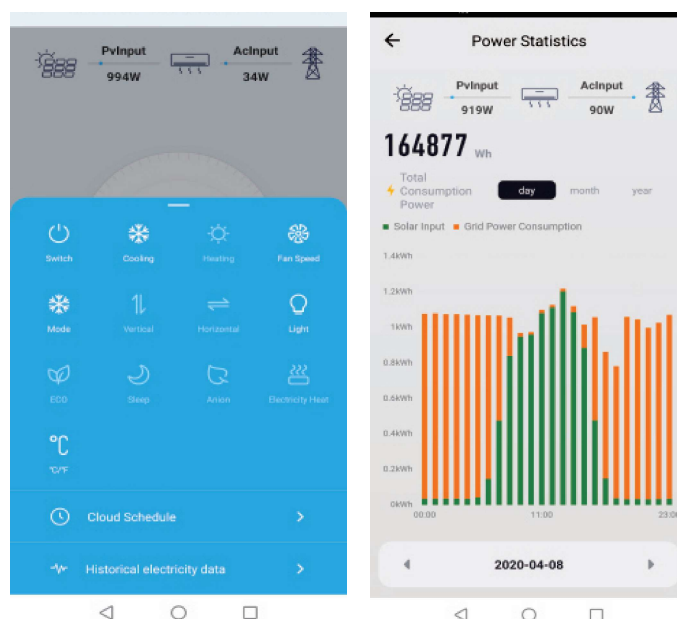 PvInput
AcInput
994W
34W
Switch
Cooling
Heating
Fan Speed
Mode
Vertical
Horizontal
Light
ECO
Sleep
Anion
Electricity Heat
°C
°C/°F
Cloud Schedule
Historical electricity data
Power Statistics
PvInput
AcInput
919W
90W
164877 Wh
Total
Consumption
Power
day
month
year
Solar Input
Grid Power Consumption
1.4kWh
1.2kWh
1kWh
0.8kWh
0.6kWh
0.4kWh
0.2kWh
0kWh
00:00
11:00
23:00
2020-04-08